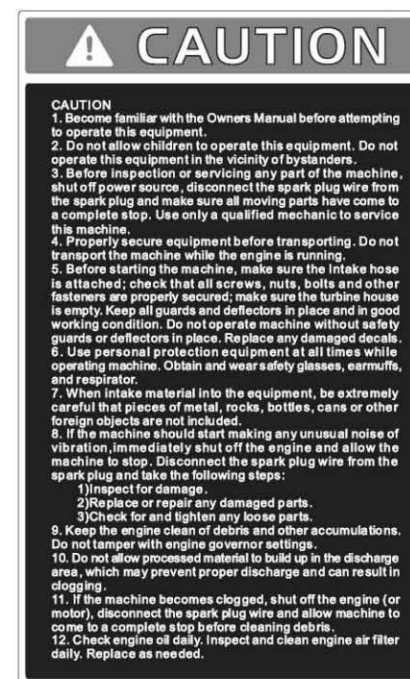 CAUTION
CAUTION
1. Become familiar with the Owners Manual before attempting
to operate this equipment.
2. Do not allow children to operate this equipment. Do not
operate this equipment in the vicinity of bystanders.
3. Before inspection or servicing any part of the machine,
shut off power source, disconnect the spark plug wire from
the spark plug and make sure all moving parts have come to
a complete stop. Use only a qualified mechanic to service
this machine.
4. Properly secure equipment before transporting. Do not
transport the machine while the engine is running.
5. Before starting the machine, make sure the Intake hose
is attached; check that all screws, nuts, bolts and other
fasteners are properly secured; make sure the turbine house
is empty. Keep all guards and deflectors in place and in good
working condition. Do not operate machine without safety
guards or deflectors in place. Replace any damaged decals.
6. Use personal protection equipment at all times while
operating machine. Obtain and wear safety glasses, earmuffs,
and respirator.
7. When intake material into the equipment, be extremely
careful that pieces of metal, rocks, bottles, cans or other
foreign objects are not included.
8. If the machine should start making any unusual noise of
vibration, immediately shut off the engine and allow the
machine to stop. Disconnect the spark plug wire from the
spark plug and take the following steps:
1)Inspect for damage.
2)Replace or repair any damaged parts.
3)Check for and tighten any loose parts.
9. Keep the engine clean of debris and other accumulations.
Do not tamper with engine governor settings.
10. Do not allow processed material to build up in the discharge
area, which may prevent proper discharge and can result in
clogging.
11. If the machine becomes clogged, shut off the engine (or
motor), disconnect the spark plug wire and allow machine to
come to a complete stop before cleaning debris.
12. Check engine oil daily. Inspect and clean engine air filter
daily. Replace as needed.